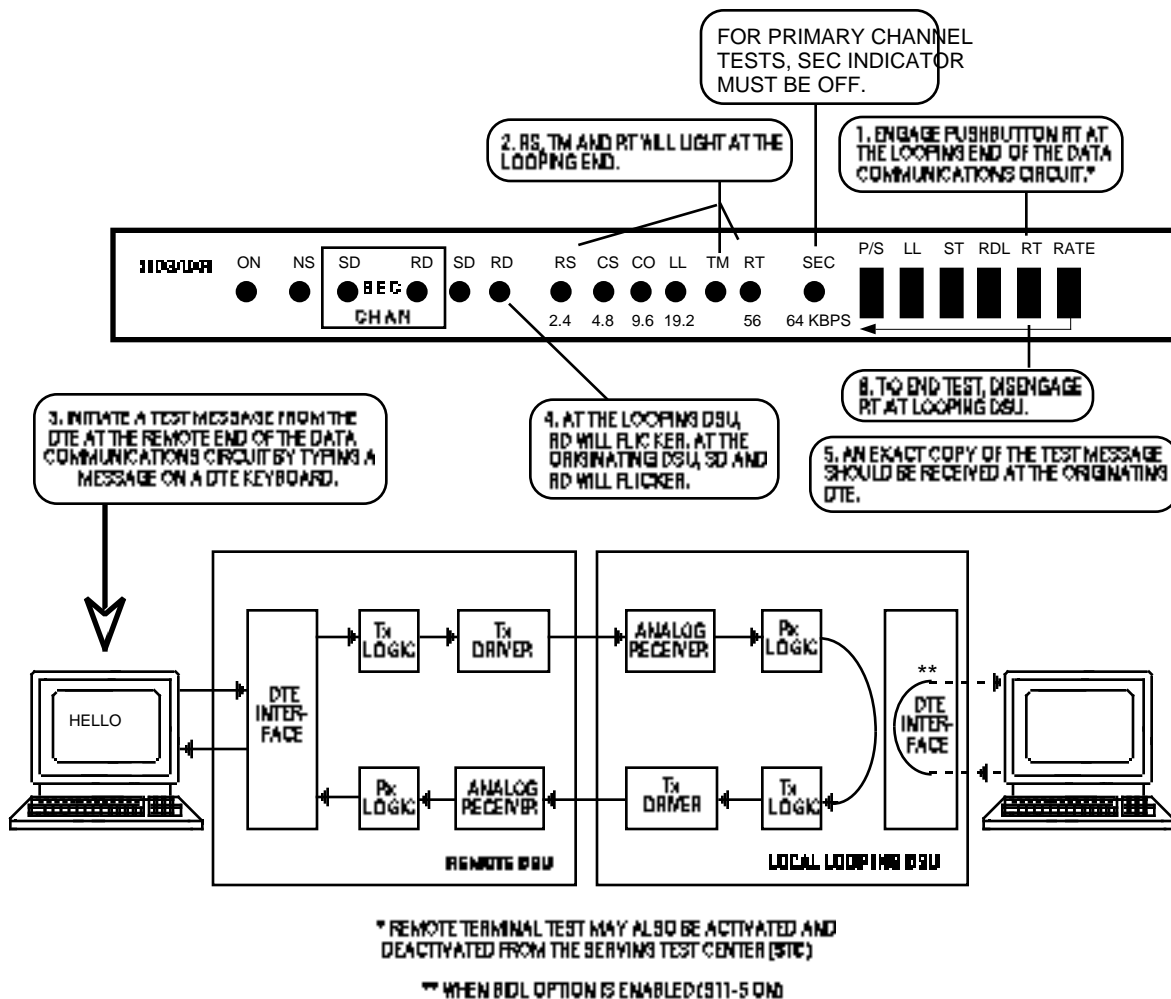 FOR PRIMARY CHANNEL
TESTS, SEC INDICATOR
MUST BE OFF.
2. RS, TM AND RT WILL LIGHT AT THE
LOOPING END.
1. ENGAGE PUSHBUTTON RT AT
THE LOOPING END OF THE DATA
COMMUNICATIONS CIRCUIT.*
ON NS SD RD SD RD RS CS CO LL TM RT SEC P/S LL ST RDL RT RATE
SEC
CHAN
2.4 4.8 9.6 19.2 56 64 KBPS
3. INITIATE A TEST MESSAGE FROM THE
DTE AT THE REMOTE END OF THE DATA
COMMUNICATIONS CIRCUIT BY TYPING A
MESSAGE ON A DTE KEYBOARD.
4. AT THE LOOPING DSU,
RD WILL FLICKER. AT THE
ORIGINATING DSU, SD AND
RD WILL FLICKER.
6. TO END TEST, DISENGAGE
RT AT LOOPING DSU.
5. AN EXACT COPY OF THE TEST MESSAGE
SHOULD BE RECEIVED AT THE ORIGINATING
DTE.
HELLO
DTE
INTER-
FACE
Tx
LOGIC
Tx
DRIVER
Rx
LOGIC
ANALOG
RECEIVER
REMOTE DSU
ANALOG
RECEIVER
Rx
LOGIC
Tx
DRIVER
Tx
LOGIC
**
DTE
INTER-
FACE
LOCAL LOOPING DSU
* REMOTE TERMINAL TEST MAY ALSO BE ACTIVATED AND
DEACTIVATED FROM THE SERVING TEST CENTER (STC)
** WHEN BIDL OPTION IS ENABLED (S11-5 ON)